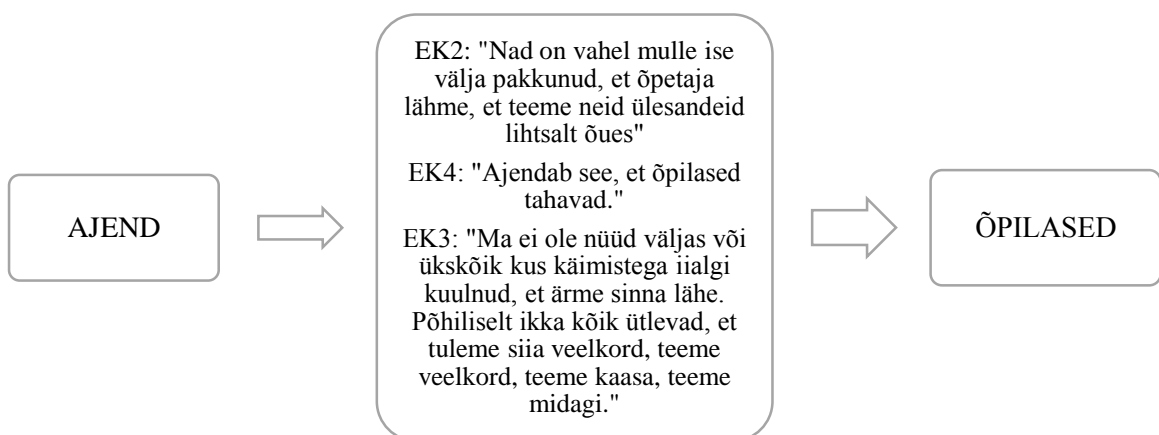 AJEND
EK2: "Nad on vahel mulle ise
välja pakkunud, et õpetaja
lähme, et teeme neid ülesandeid
lihtsalt õues"
EK4: "Ajendab see, et õpilased
tahavad."
EK3: "Ma ei ole nüüd väljas või
ükskõik kus käimistega iialgi
kuulnud, et ärme sinna lähe.
Põhiliselt ikka kõik ütlevad, et
tuleme siia veelkord, teeme
veelkord, teeme kaasa, teeme
midagi."
ÕPILASED